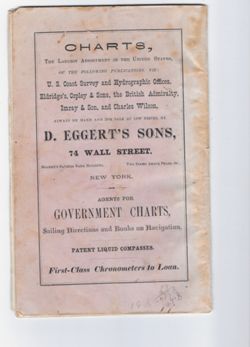 CHARTS,
THE LARGEST ASSORTMENT IN THE UNITED STATES,
OF THE FOLLOWING PUBLICATIONS, VIZ:
U. S. Coast Survey and Hydrographic Offices,
Eldridge's, Copley & Sons, the British Admiralty,
Imray & Son, and Charles Wilson,
ALWAYS ON HAND AND FOR SALE AT LOW PRICES, BY
D. EGGERT'S SONS,
74 WALL STREET.
NEW YORK.
AGENTS FOR
GOVERNMENT CHARTS,
Sailing Directions and Books on Navigation.
PATENT LIQUID COMPASSES.
First-Class Chronometers to Loan.